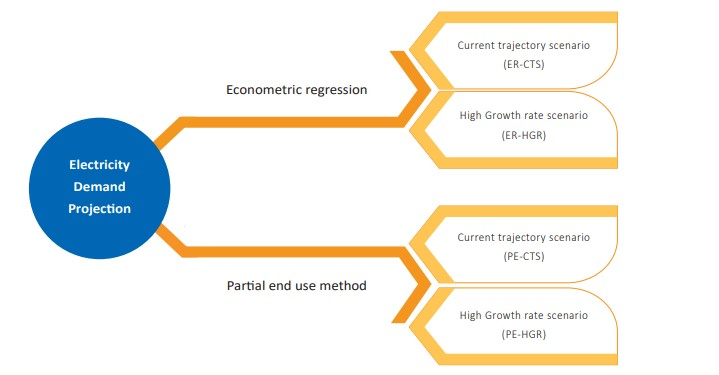 Electricity
Demand
Projection
Econometric regression
Current trajectory scenario
(ER-CTS)
High Growth rate scenario
(ER-HGR)
Partial end use method
Current trajectory scenario
(PE-CTS)
High Growth rate scenario
(PE-HGR)